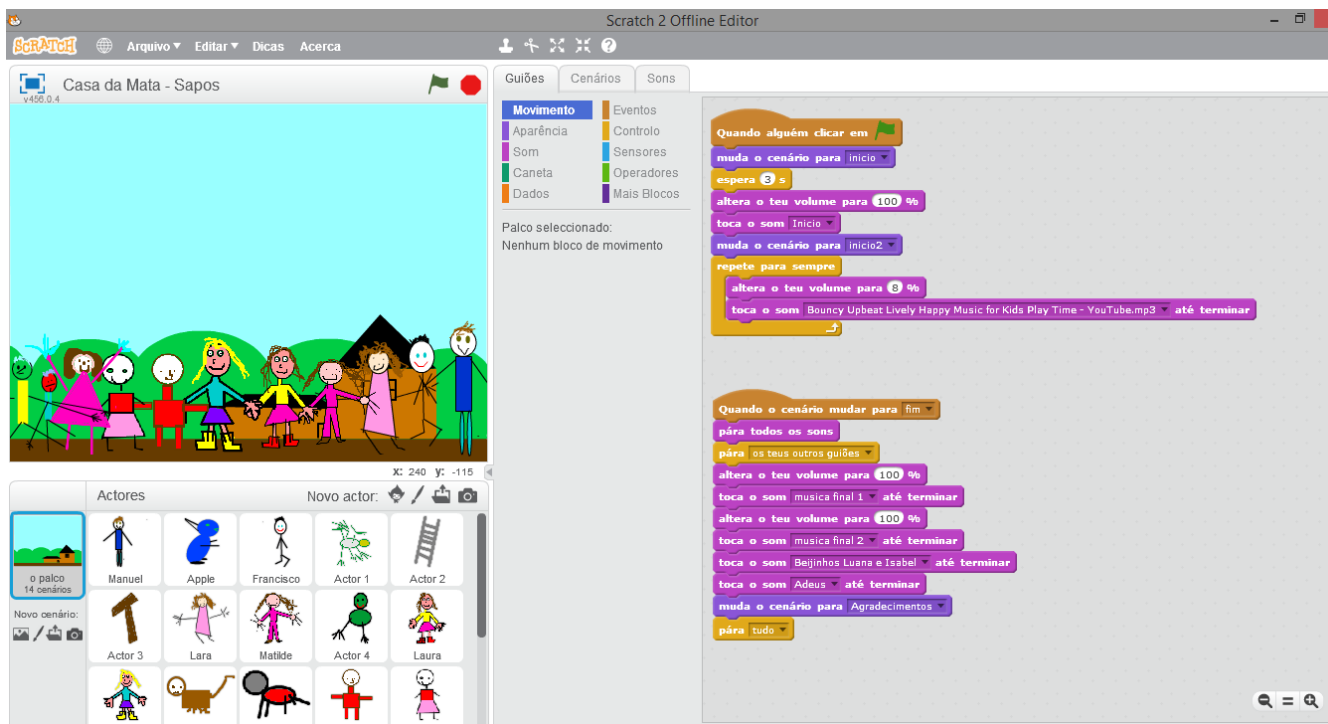 Scratch 2 Offline Editor
SCRATCH
Arquivo Editar Dicas Acerca
v456.0.4
Casa da Mata - Sapos
X: 240 y: -115
Actores
Novo actor:
o palco
14 cenários
Novo cenário:
Manuel
Apple
Francisco
Actor 1
Actor 2
Actor 3
Lara
Matilde
Actor 4
Laura
Guiões
Cenários
Sons
Movimento
Eventos
Aparência
Controlo
Som
Sensores
Caneta
Operadores
Dados
Mais Blocos
Palco seleccionado:
Nenhum bloco de movimento
Quando alguém clicar em
muda o cenário para inicio
espera 3 s
altera o teu volume para 100 %
toca o som Inicio
muda o cenário para inicio2
repete para sempre
altera o teu volume para 8 %
toca o som Bouncy Upbeat Lively Happy Music for Kids Play Time - YouTube.mp3 até terminar
Quando o cenário mudar para fim
pára todos os sons
pára os teus outros guiões
altera o teu volume para 100 %
toca o som musica final 1 até terminar
altera o teu volume para 100 %
toca o som musica final 2 até terminar
toca o som Beijinhos Luana e Isabel até terminar
toca o som Adeus até terminar
muda o cenário para Agradecimentos
pára tudo